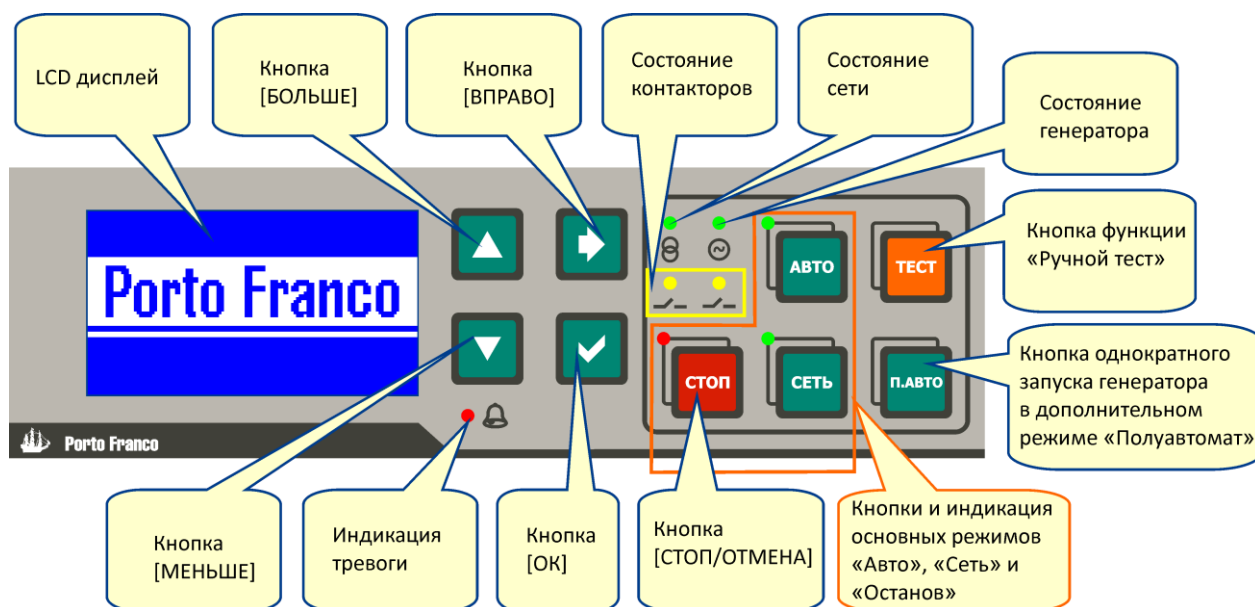 LCD дисплей
Кнопка
[БОЛЬШЕ]
Кнопка
[ВПРАВО]
Состояние
контакторов
Состояние
сети
Состояние
генератора
Porto Franco
АВТО
ТЕСТ
Кнопка функции
«Ручной тест»
СТОП
СЕТЬ
П.АВТО
Кнопка однократного
запуска генератора
в дополнительном
режиме «Полуавтомат»
Porto Franco
Кнопка
[МЕНЬШЕ]
Индикация
тревоги
Кнопка
[ОК]
Кнопка
[СТОП/ОТМЕНА]
Кнопки и индикация
основных режимов
«Авто», «Сеть» и
«Останов»